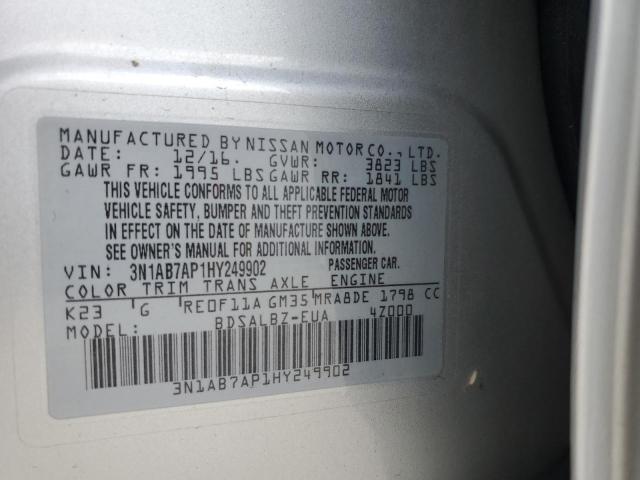 MANUFACTURED BY NISSAN MOTOR CO., LTD.
DATE: 12/16. GVWR: 3823 LBS
GAWR FR: 1995 LBS GAWR RR: 1841 LBS
THIS VEHICLE CONFORMS TO ALL APPLICABLE FEDERAL MOTOR
VEHICLE SAFETY, BUMPER AND THEFT PREVENTION STANDARDS
IN EFFECT ON THE DATE OF MANUFACTURE SHOWN ABOVE.
SEE OWNER'S MANUAL FOR ADDITIONAL INFORMATION.
VIN: 3N1AB7AP1HY249902 PASSENGER CAR.
COLOR TRIM TRANS AXLE ENGINE
K23 G RE0F11A GM35 MRA8DE 1798 CC
MODEL: BDSALBZ-EUA 4Z000
3N1AB7AP1HY249902